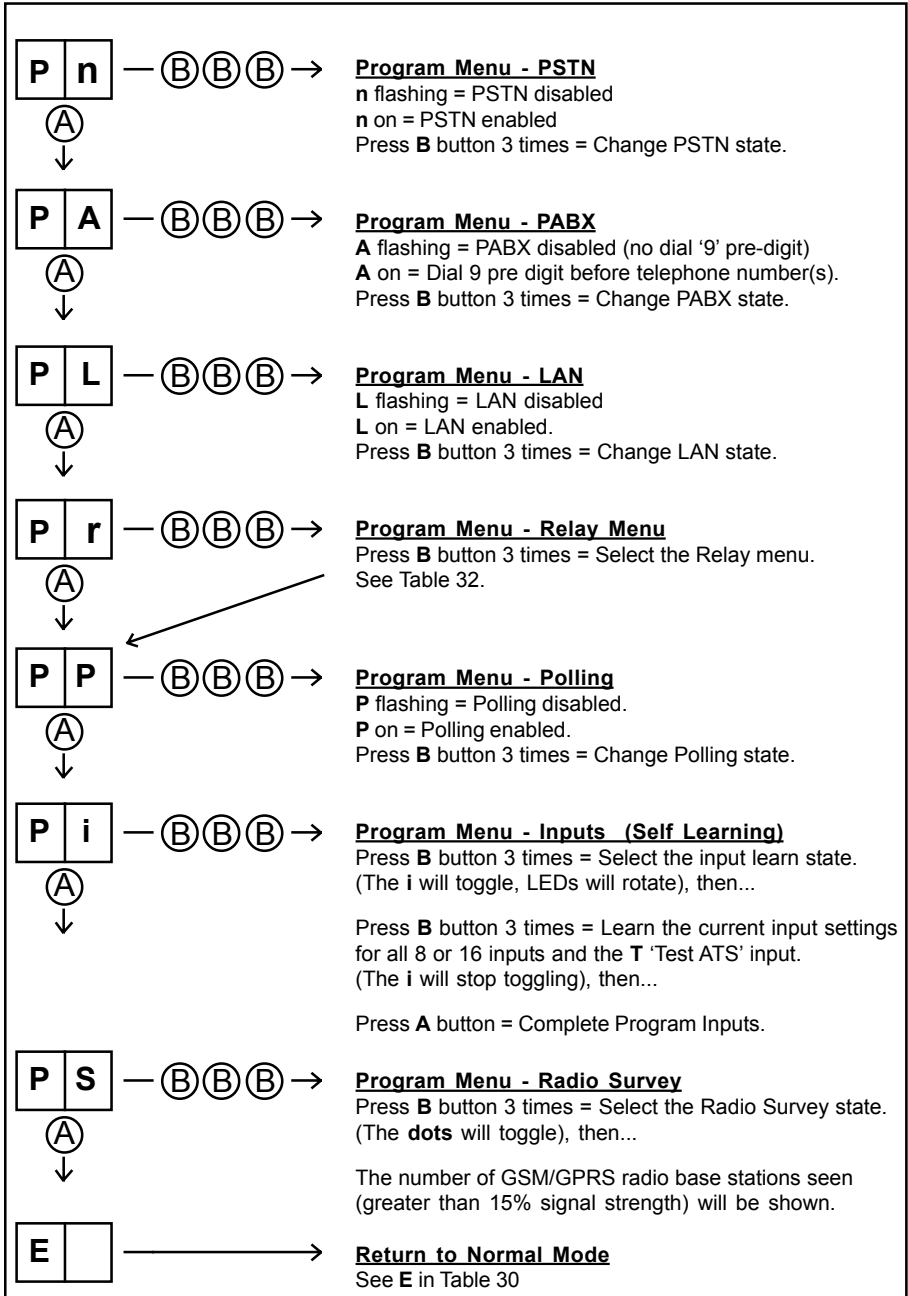 P n — B B B → Program Menu - PSTN
n flashing = PSTN disabled
A
n on = PSTN enabled
Press B button 3 times = Change PSTN state.
P A — B B B → Program Menu - PABX
A flashing = PABX disabled (no dial ‘9’ pre-digit)
A
A on = Dial 9 pre digit before telephone number(s).
Press B button 3 times = Change PABX state.
P L — B B B → Program Menu - LAN
L flashing = LAN disabled
A
L on = LAN enabled.
Press B button 3 times = Change LAN state.
P r — B B B → Program Menu - Relay Menu
Press B button 3 times = Select the Relay menu.
A
See Table 32.
P P — B B B → Program Menu - Polling
P flashing = Polling disabled.
A
P on = Polling enabled.
Press B button 3 times = Change Polling state.
P i — B B B → Program Menu - Inputs (Self Learning)
Press B button 3 times = Select the input learn state.
A
(The i will toggle, LEDs will rotate), then...
Press B button 3 times = Learn the current input settings
for all 8 or 16 inputs and the T ‘Test ATS’ input.
(The i will stop toggling), then...
Press A button = Complete Program Inputs.
P S — B B B → Program Menu - Radio Survey
Press B button 3 times = Select the Radio Survey state.
A
(The dots will toggle), then...
The number of GSM/GPRS radio base stations seen
(greater than 15% signal strength) will be shown.
E → Return to Normal Mode
See E in Table 30